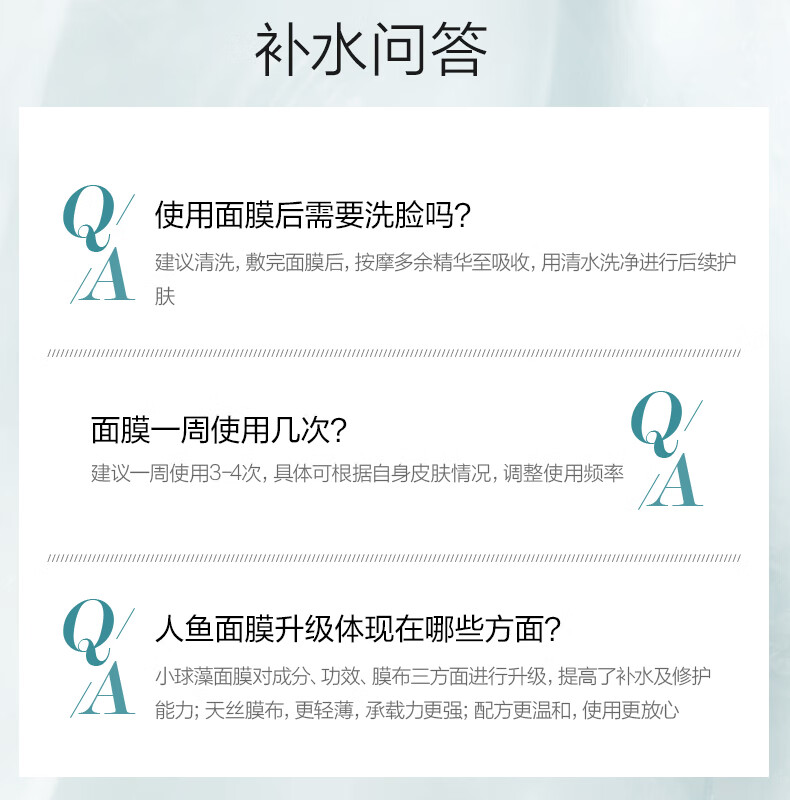 补水问答
Q/
/A
使用面膜后需要洗脸吗?
建议清洗, 敷完面膜后, 按摩多余精华至吸收, 用清水洗净进行后续护
肤
面膜一周使用几次?
建议一周使用3-4次, 具体可根据自身皮肤情况, 调整使用频率
Q/
/A
Q/
/A
人鱼面膜升级体现在哪些方面?
小球藻面膜对成分、功效、膜布三方面进行升级, 提高了补水及修护
能力; 天丝膜布, 更轻薄, 承载力更强; 配方更温和, 使用更放心